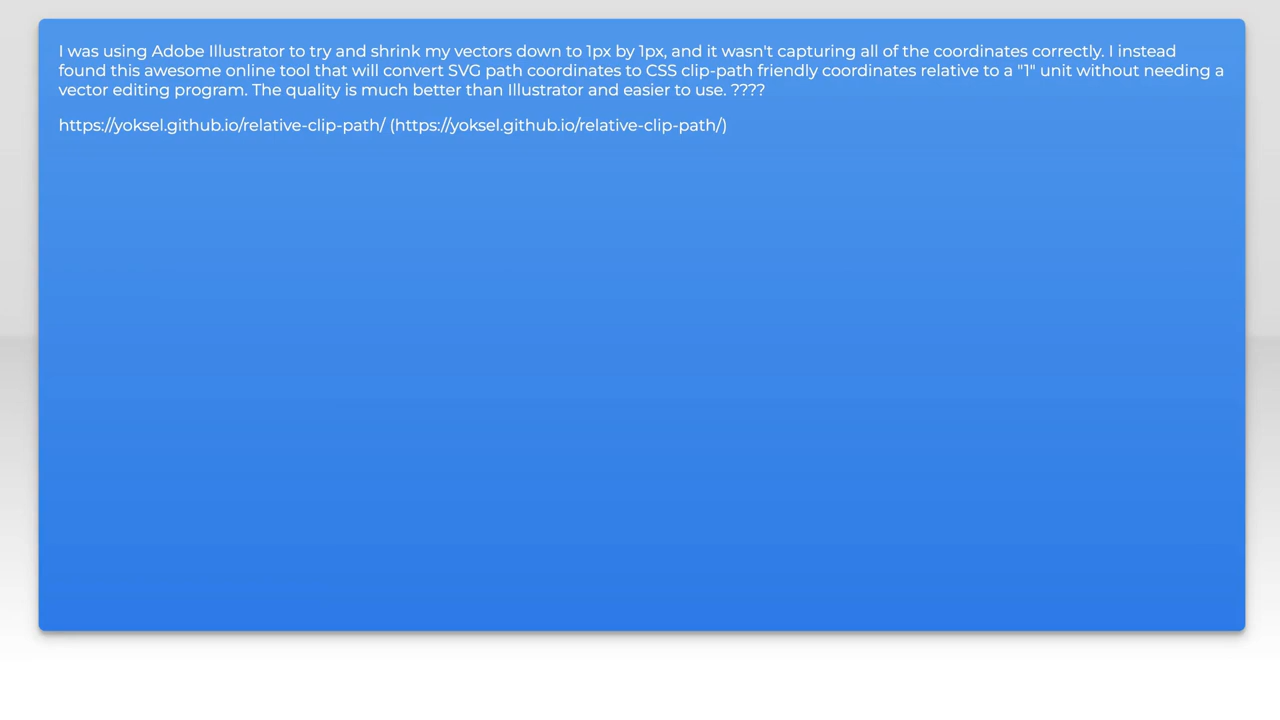 I was using Adobe Illustrator to try and shrink my vectors down to 1px by 1px, and it wasn't capturing all of the coordinates correctly. I instead
found this awesome online tool that will convert SVG path coordinates to CSS clip-path friendly coordinates relative to a "1" unit without needing a
vector editing program. The quality is much better than Illustrator and easier to use. ????
https://yoksel.github.io/relative-clip-path/ (https://yoksel.github.io/relative-clip-path/)